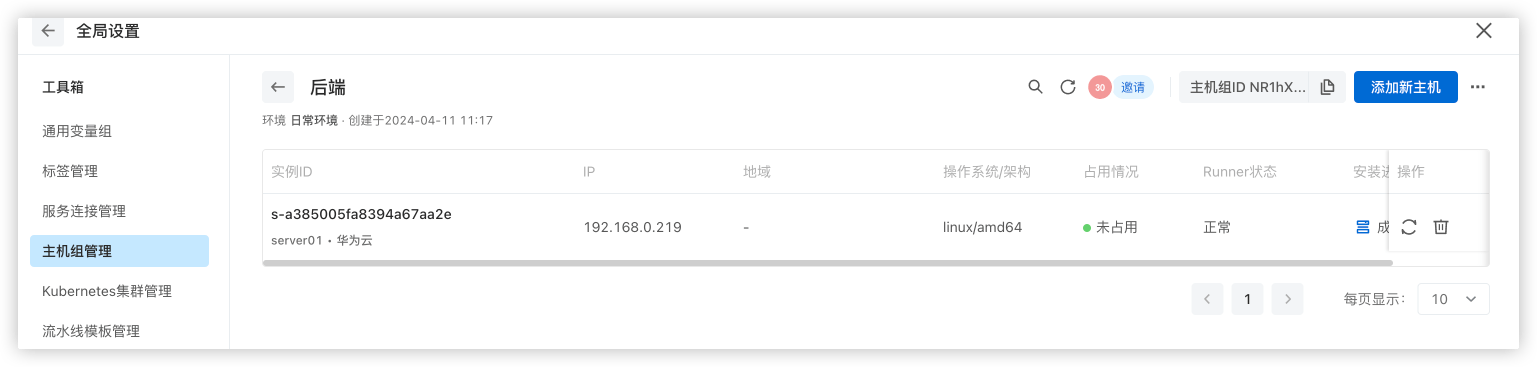 全局设置
工具箱
通用变量组
标签管理
服务连接管理
主机组管理
Kubernetes集群管理
流水线模板管理
后端
30 邀请 主机组ID NR1hX... 添加新主机
环境 日常环境 · 创建于2024-04-11 11:17
实例ID IP 地域 操作系统/架构 占用情况 Runner状态 安装进 操作
s-a385005fa8394a67aa2e 192.168.0.219 - linux/amd64 未占用 正常 成
server01 • 华为云
1 每页显示： 10